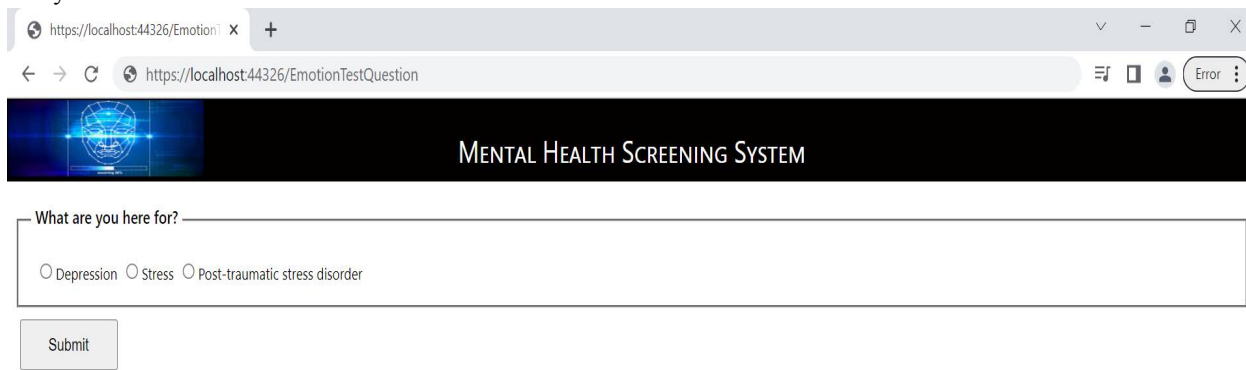 https://localhost:44326/Emotion
https://localhost:44326/EmotionTestQuestion
Error
MENTAL HEALTH SCREENING SYSTEM
What are you here for?
Depression Stress Post-traumatic stress disorder
Submit